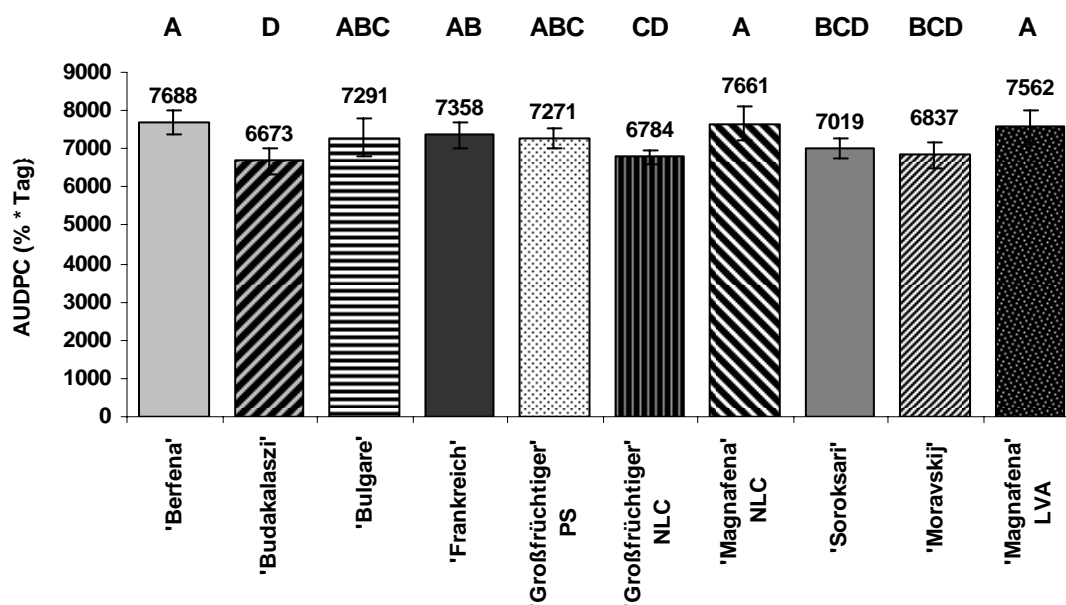 A D ABC AB ABC CD A BCD BCD A
9000
8000
7000
6000
5000
4000
3000
2000
1000
0
AUDPC (% * Tag}
7688
6673
7291
7358
7271
6784
7661
7019
6837
7562
'Berfena'
'Budakalaszi'
'Bulgare'
'Frankreich'
'Großfrüchtiger'
PS
'Großfrüchtiger'
NLC
'Magnafena'
NLC
'Soroksari'
'Moravskij'
'Magnafena'
LVA